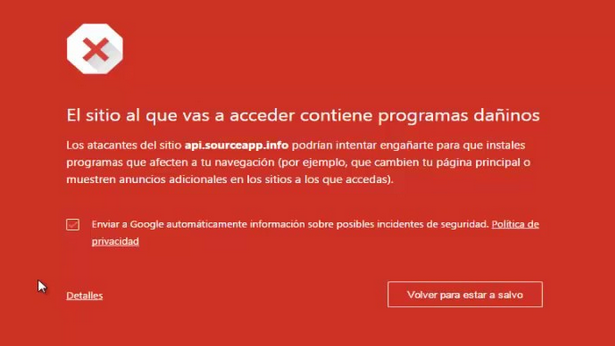 El sitio al que vas a acceder contiene programas dañinos
Los atacantes del sitio api.sourceapp.info podrían intentar engañarte para que instales
programas que afecten a tu navegación (por ejemplo, que cambien tu página principal o
muestren anuncios adicionales en los sitios a los que accedas).
Enviar a Google automáticamente información sobre posibles incidentes de seguridad. Política de
privacidad
Detalles
Volver para estar a salvo